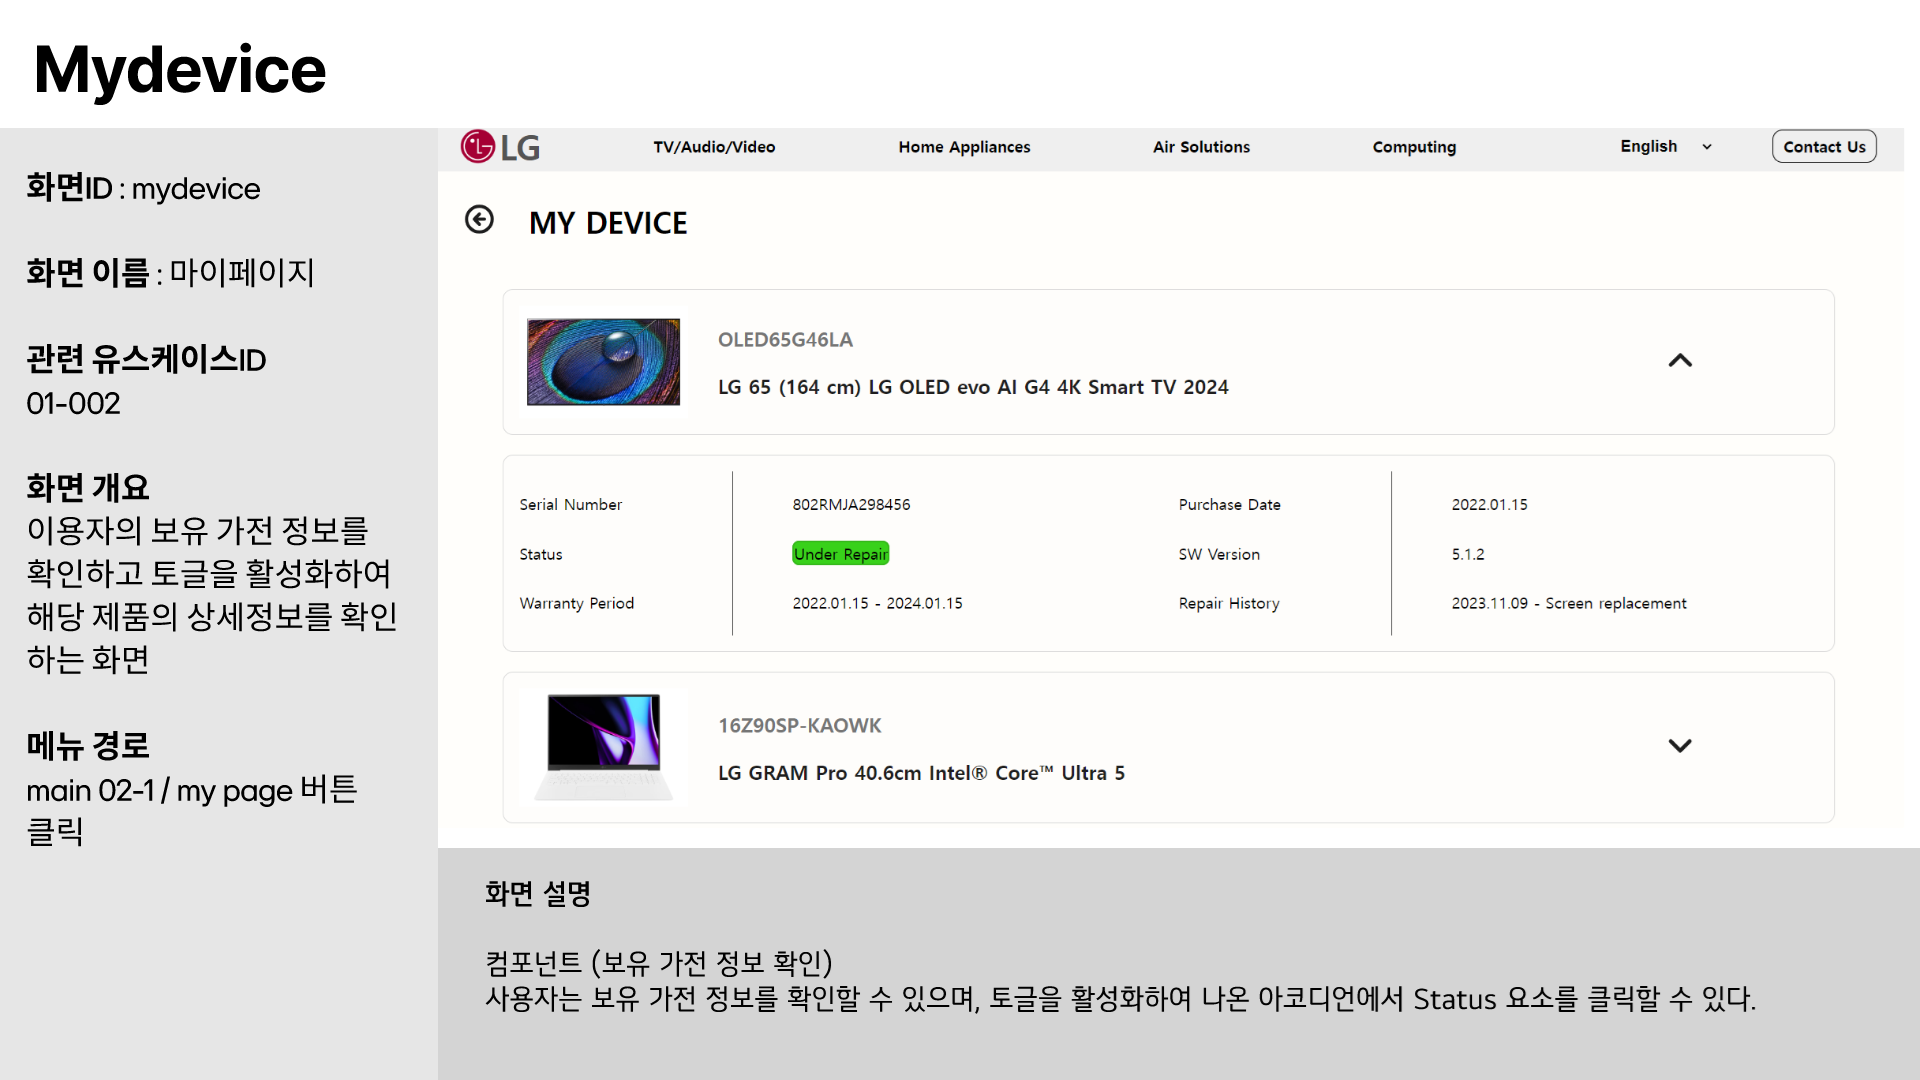 Mydevice
화면ID : mydevice
화면 이름 : 마이페이지
관련 유스케이스ID
01-002
화면 개요
이용자의 보유 가전 정보를
확인하고 토글을 활성화하여
해당 제품의 상세정보를 확인
하는 화면
메뉴 경로
main 02-1 / my page 버튼
클릭
LG TV/Audio/Video Home Appliances Air Solutions Computing English Contact Us
MY DEVICE
OLED65G46LA
LG 65 (164 cm) LG OLED evo AI G4 4K Smart TV 2024
Serial Number 802RMJA298456 Purchase Date 2022.01.15
Status Under Repair SW Version 5.1.2
Warranty Period 2022.01.15 - 2024.01.15 Repair History 2023.11.09 - Screen replacement
16Z90SP-KAOWK
LG GRAM Pro 40.6cm Intel® Core™ Ultra 5
화면 설명
컴포넌트 (보유 가전 정보 확인)
사용자는 보유 가전 정보를 확인할 수 있으며, 토글을 활성화하여 나온 아코디언에서 Status 요소를 클릭할 수 있다.